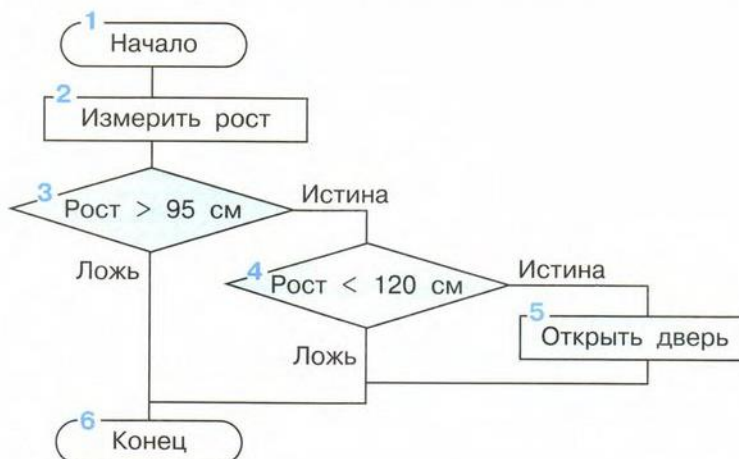 1
Начало
2
Измерить рост
3
Рост > 95 см
Истина
Ложь
4
Рост < 120 см
Истина
Ложь
5
Открыть дверь
6
Конец